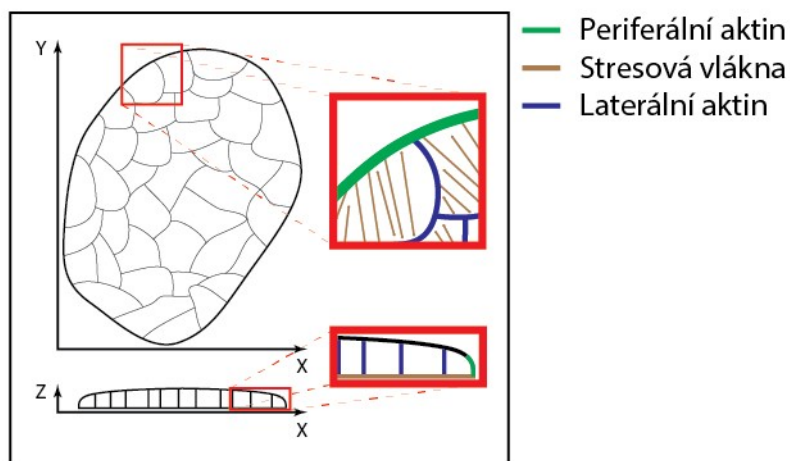 Periferální aktin
Stresová vlákna
Laterální aktin
Y
X
Z
X